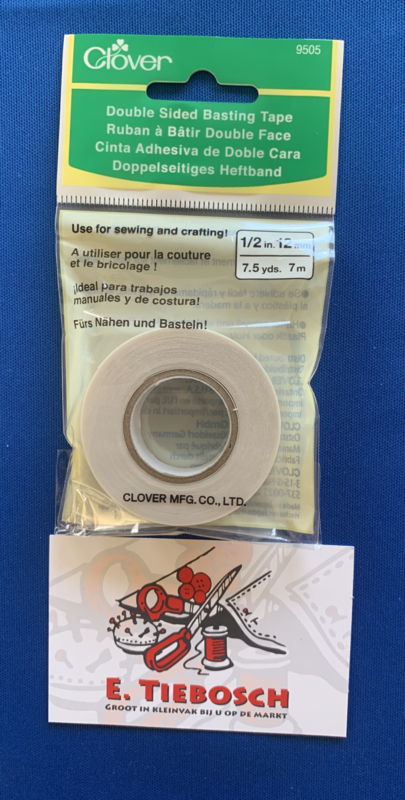 Clover
9505
Double Sided Basting Tape
Ruban à Bâtir Double Face
Cinta Adhesiva de Doble Cara
Doppelseitiges Heftband
Use for sewing and crafting!
1/2 in. 12 mm
7.5 yds. 7 m
A utiliser pour la couture
et le bricolage !
¡Ideal para trabajos
manuales y de costura!
Fürs Nähen und Basteln!
CLOVER MFG. CO., LTD.
E. TIEBOSCH
GROOT IN KLEINVAK BIJ U OP DE MARKT